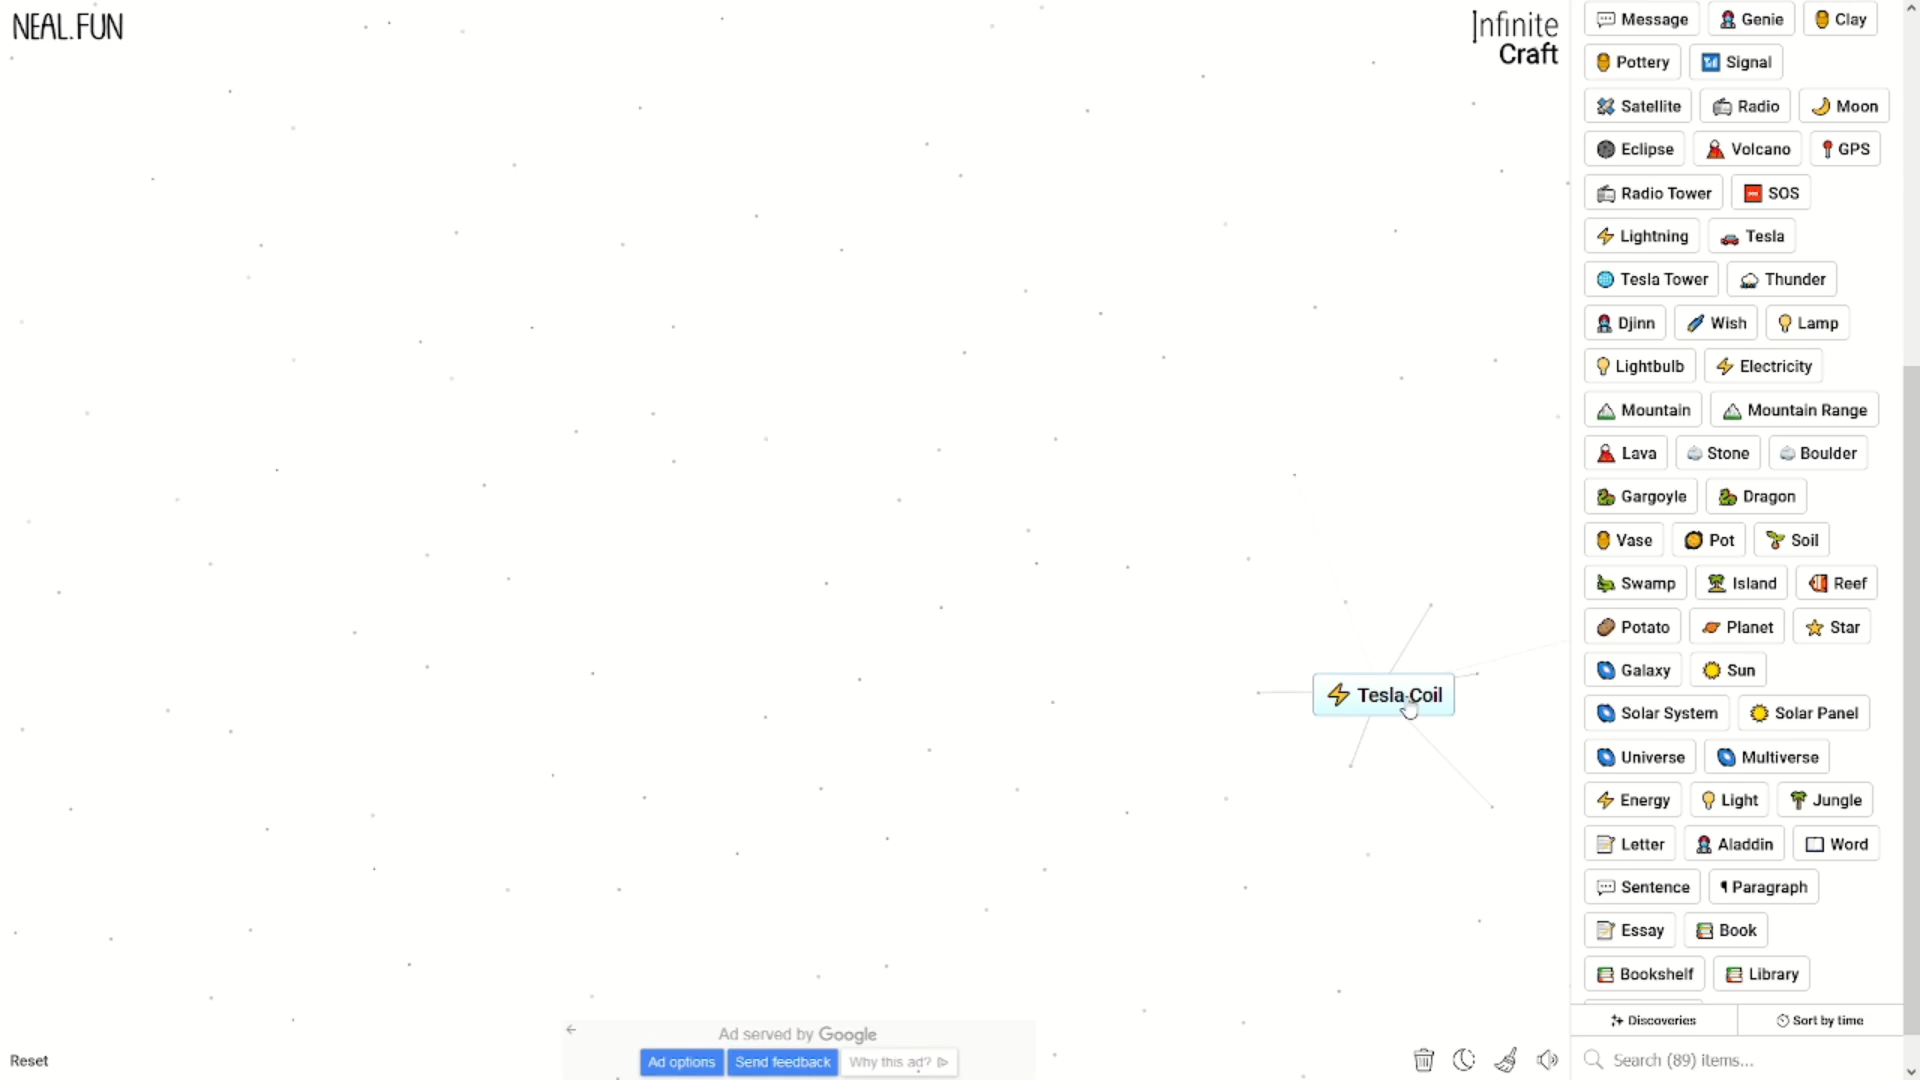 NEAL.FUN
Infinite
Craft
Message Genie Clay
Pottery Signal
Satellite Radio Moon
Eclipse Volcano GPS
Radio Tower SOS
Lightning Tesla
Tesla Tower Thunder
Djinn Wish Lamp
Lightbulb Electricity
Mountain Mountain Range
Lava Stone Boulder
Gargoyle Dragon
Vase Pot Soil
Swamp Island Reef
Potato Planet Star
Galaxy Sun
Tesla Coil
Solar System Solar Panel
Universe Multiverse
Energy Light Jungle
Letter Aladdin Word
Sentence Paragraph
Essay Book
Bookshelf Library
Discoveries Sort by time
Ad served by Google
Ad options Send feedback Why this ad?
Reset
Search (89) items...